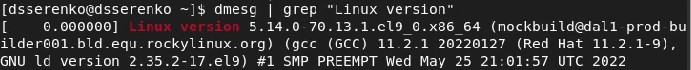 [dsserenko@dsserenko ~]$ dmesg | grep "Linux version"
[    0.000000] Linux version 5.14.0-70.13.1.el9_0.x86_64 (mockbuild@dal1-prod-bu
ilder001.bld.equ.rockylinux.org) (gcc (GCC) 11.2.1 20220127 (Red Hat 11.2.1-9),
GNU ld version 2.35.2-17.el9) #1 SMP PREEMPT Wed May 25 21:01:57 UTC 2022